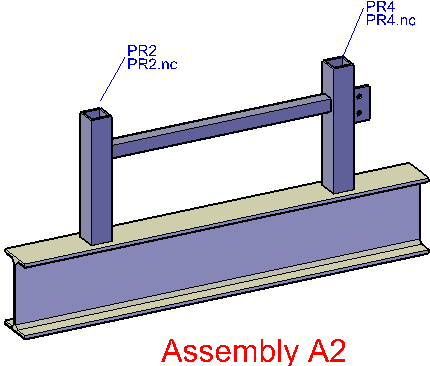 PR4
PR4.nc
PR2
PR2.nc
Assembly A2